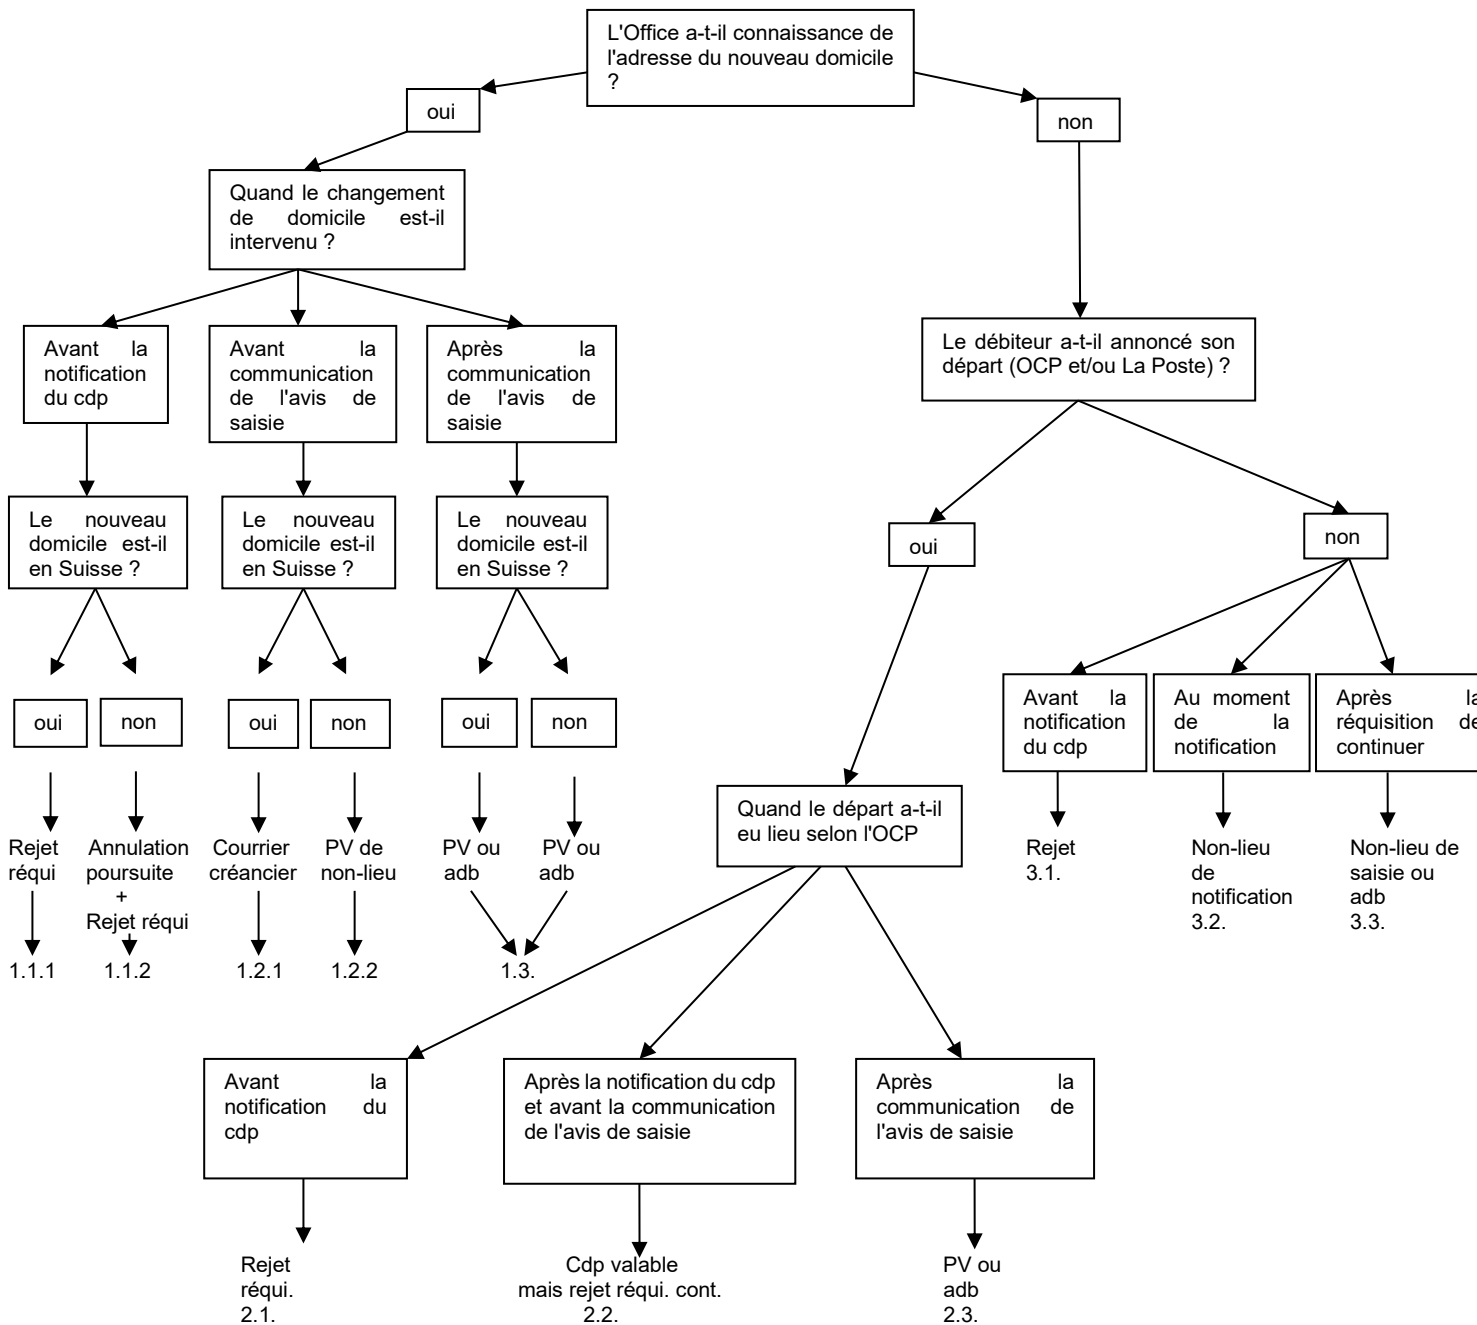 L'Office a-t-il connaissance de
l'adresse du nouveau domicile
?
oui
non
Quand le changement
de domicile est-il
intervenu ?
Avant la
notification
du cdp
Avant la
communication
de l'avis de
saisie
Après la
communication
de l'avis de
saisie
Le débiteur a-t-il annoncé son
départ (OCP et/ou La Poste) ?
Le nouveau
domicile est-il
en Suisse ?
Le nouveau
domicile est-il
en Suisse ?
Le nouveau
domicile est-il
en Suisse ?
oui
non
oui
non
oui
non
oui
non
Avant la
notification
du cdp
Au moment
de la
notification
Après la
réquisition de
continuer
Quand le départ a-t-il
eu lieu selon l'OCP
Rejet
réqui
Annulation
poursuite
+
Rejet réqui
Courrier
créancier
PV de
non-lieu
PV ou
adb
PV ou
adb
Rejet
3.1.
Non-lieu
de
notification
3.2.
Non-lieu de
saisie ou
adb
3.3.
1.1.1
1.1.2
1.2.1
1.2.2
1.3.
Avant la
notification du
cdp
Après la notification du cdp
et avant la communication
de l'avis de saisie
Après la
communication de
l'avis de saisie
Rejet
réqui.
2.1.
Cdp valable
mais rejet réqui. cont.
2.2.
PV ou
adb
2.3.